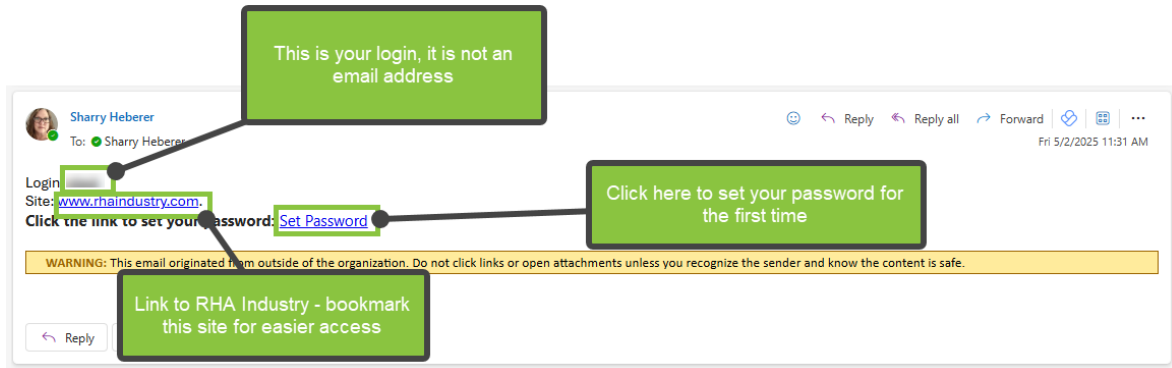 This is your login, it is not an
email address
Sharry Heberer
To: Sharry Heberer
Reply
Reply all
Forward
Fri 5/2/2025 11:31 AM
Login
Site: www.rhaindustry.com.
Click the link to set your password: Set Password
Click here to set your password for
the first time
WARNING: This email originated from outside of the organization. Do not click links or open attachments unless you recognize the sender and know the content is safe.
Link to RHA Industry - bookmark
this site for easier access
Reply